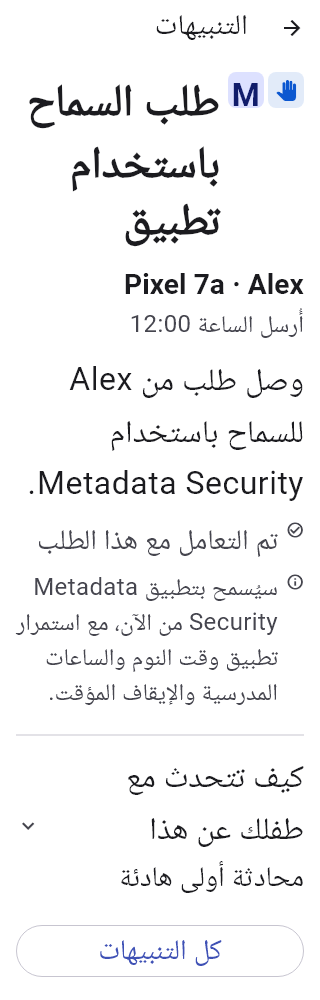 التنبيهات
M
طلب السماح
باستخدام
تطبيق
Pixel 7a · Alex
أرسل الساعة 12:00
وصل طلب من Alex
للسماح باستخدام
Metadata Security.
تم التعامل مع هذا الطلب
سيُسمح بتطبيق Metadata
Security من الآن، مع استمرار
تطبيق وقت النوم والساعات
المدرسية والإيقاف المؤقت.
كيف تتحدث مع
طفلك عن هذا
محادثة أولى هادئة
كل التنبيهات